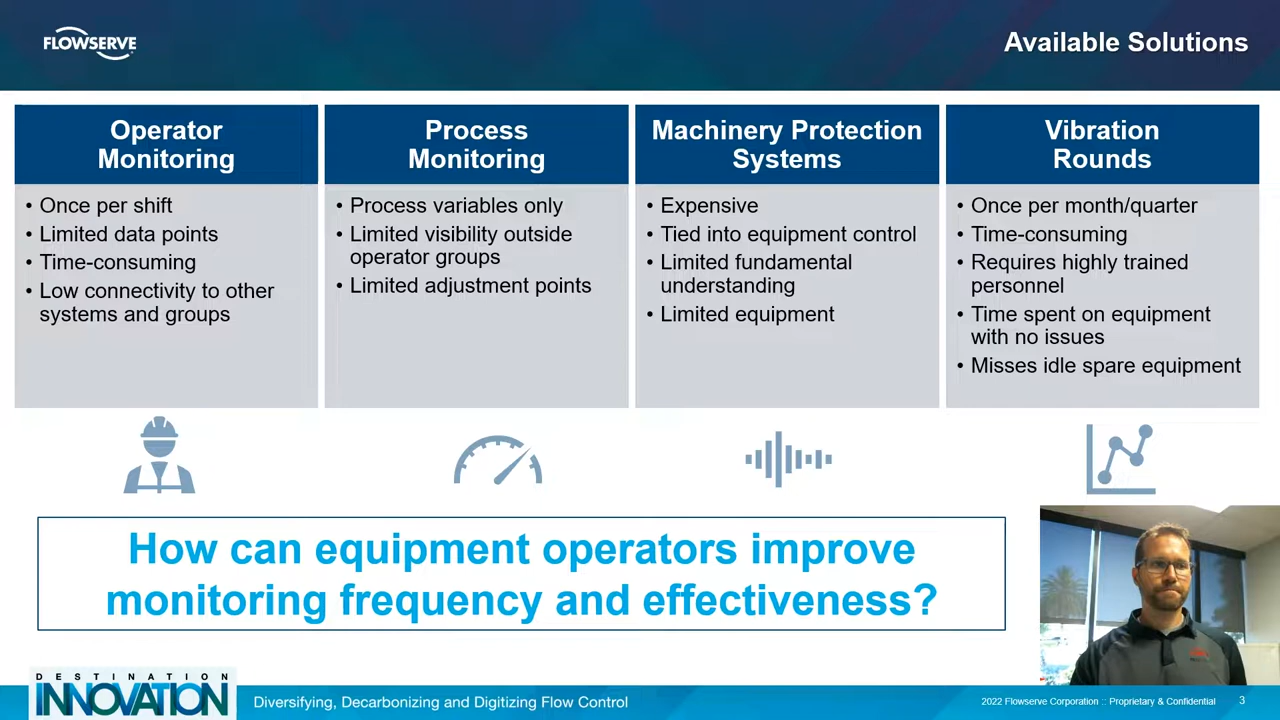 FLOWSERVE
Available Solutions
Operator
Monitoring
• Once per shift
• Limited data points
• Time-consuming
• Low connectivity to other
systems and groups
Process
Monitoring
• Process variables only
• Limited visibility outside
operator groups
• Limited adjustment points
Machinery Protection
Systems
• Expensive
• Tied into equipment control
• Limited fundamental
understanding
• Limited equipment
Vibration
Rounds
• Once per month/quarter
• Time-consuming
• Requires highly trained
personnel
• Time spent on equipment
with no issues
• Misses idle spare equipment
How can equipment operators improve
monitoring frequency and effectiveness?
DESTINATION
INNOVATION
Diversifying, Decarbonizing and Digitizing Flow Control
2022 Flowserve Corporation :: Proprietary & Confidential
3